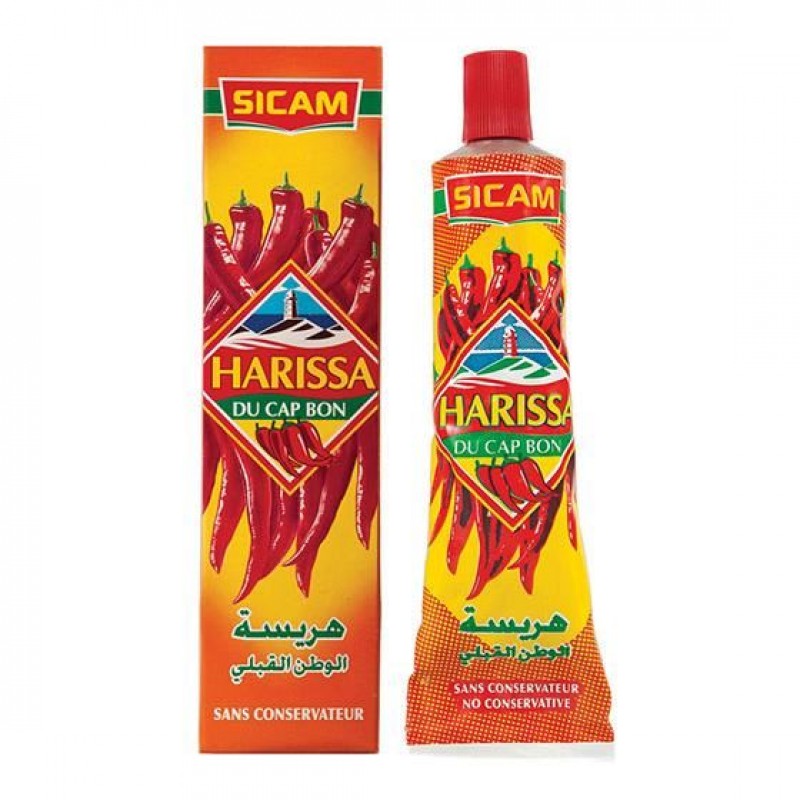 SICAM
HARISSA
DU CAP BON
هريسة
الوطن القبلي
SANS CONSERVATEUR
SICAM
HARISSA
DU CAP BON
هريسة
الوطن القبلي
SANS CONSERVATEUR
NO CONSERVATIVE